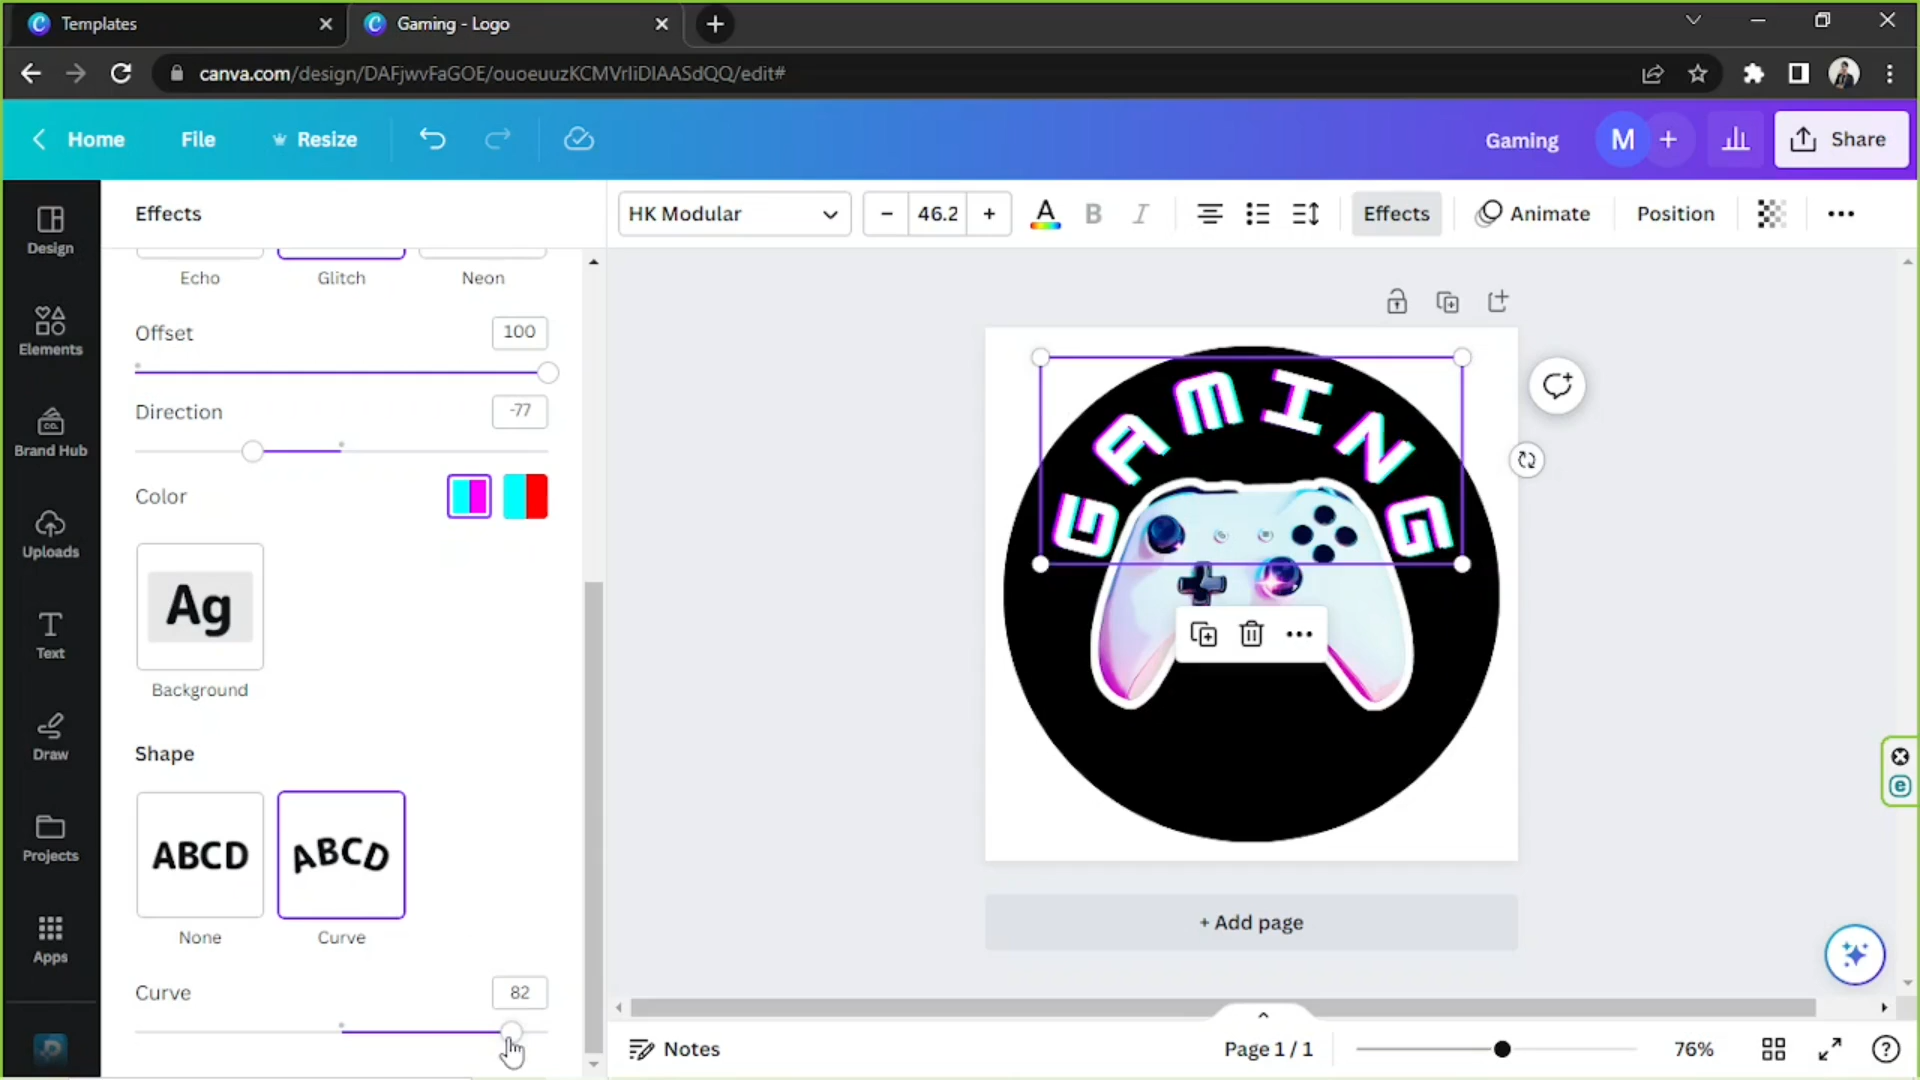 Templates
Gaming - Logo
canva.com/design/DAFjwvFaGOE/ouoeuuzKCMVrIiDIAASdQQ/edit#
Home
File
Resize
Gaming
M
Share
Design
Elements
Brand Hub
Uploads
Text
Draw
Projects
Apps
Effects
HK Modular
46.2
A
B
I
Effects
Animate
Position
Echo
Glitch
Neon
Offset
100
Direction
-77
Color
Ag
Background
Shape
ABCD
ABCD
None
Curve
Curve
82
GAMING
+ Add page
Notes
Page 1 / 1
76%